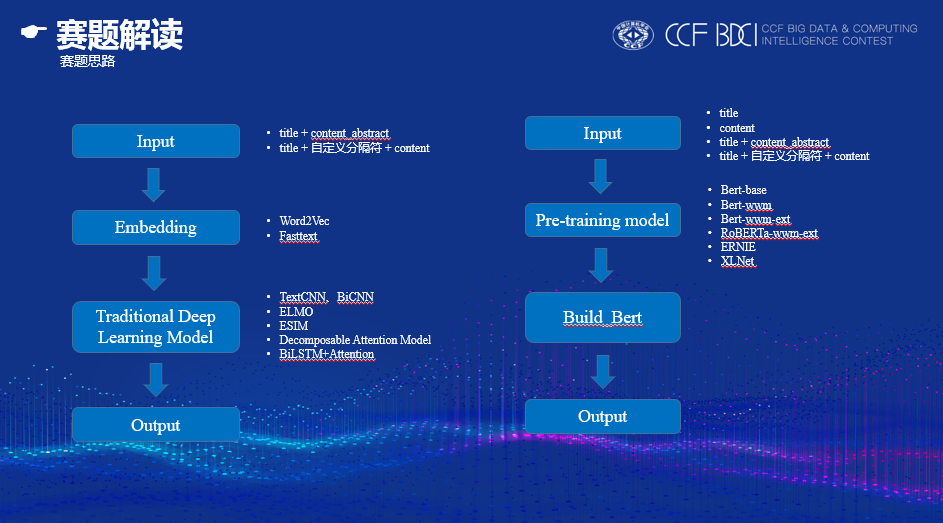 赛题解读
赛题思路
CCF BDCI
CCF BIG DATA & COMPUTING
INTELLIGENCE CONTEST
CCF
Input
• title + content_abstract
• title + 自定义分隔符 + content
Embedding
• Word2Vec
• Fasttext
Traditional Deep
Learning Model
• TextCNN、BiCNN
• ELMO
• ESIM
• Decomposable Attention Model
• BiLSTM+Attention
Output
Input
• title
• content
• title + content_abstract
• title + 自定义分隔符 + content
Pre-training model
• Bert-base
• Bert-wwm
• Bert-wwm-ext
• RoBERTa-wwm-ext
• ERNIE
• XLNet
Build_Bert
Output